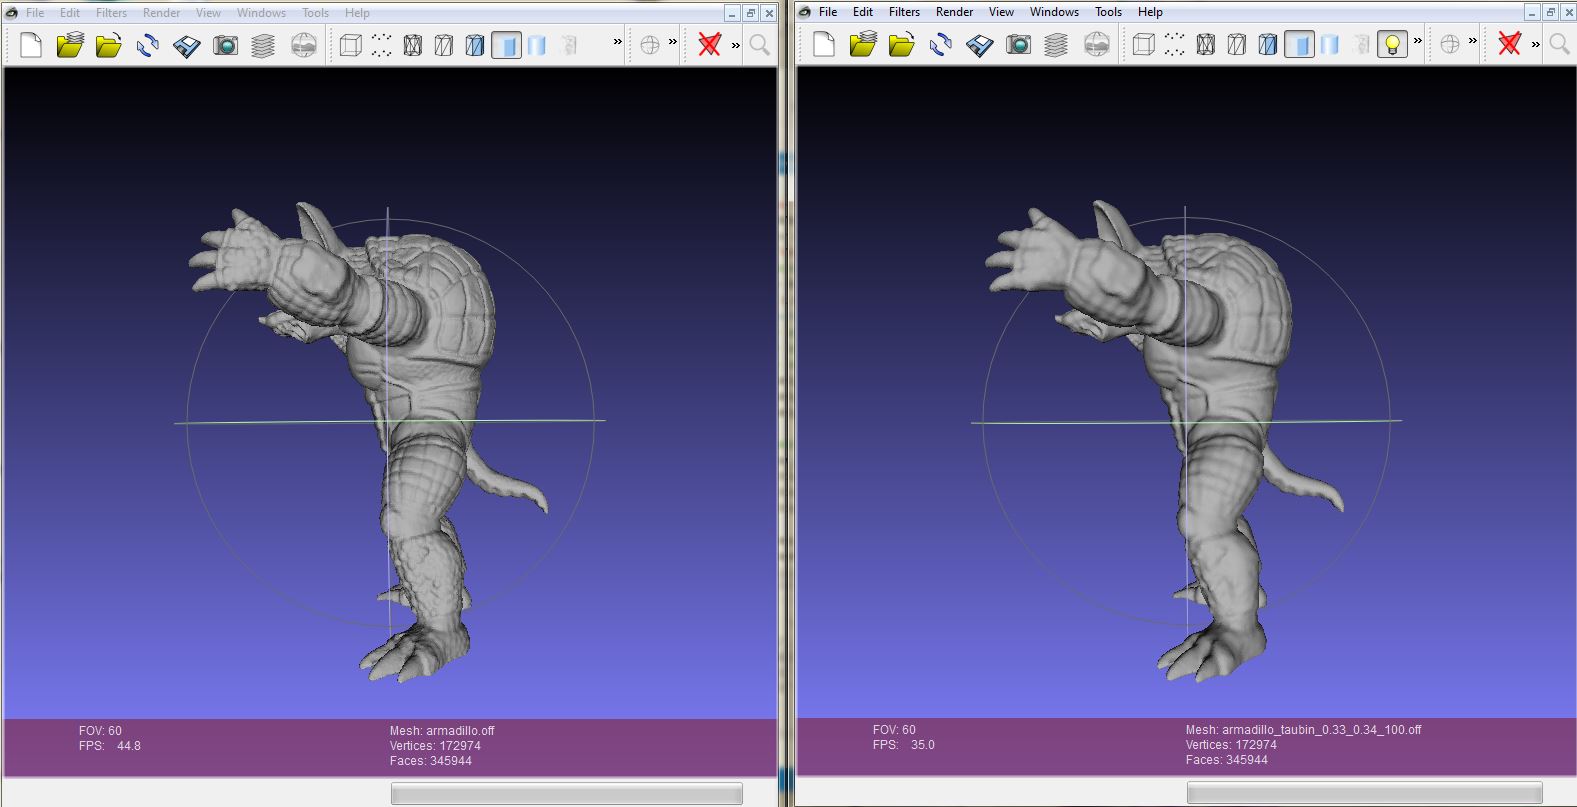 File Edit Filters Render View Windows Tools Help
FOV: 60
FPS: 44.8
Mesh: armadillo.off
Vertices: 172974
Faces: 345944
File Edit Filters Render View Windows Tools Help
FOV: 60
FPS: 35.0
Mesh: armadillo_taubin_0.33_0.34_100.off
Vertices: 172974
Faces: 345944